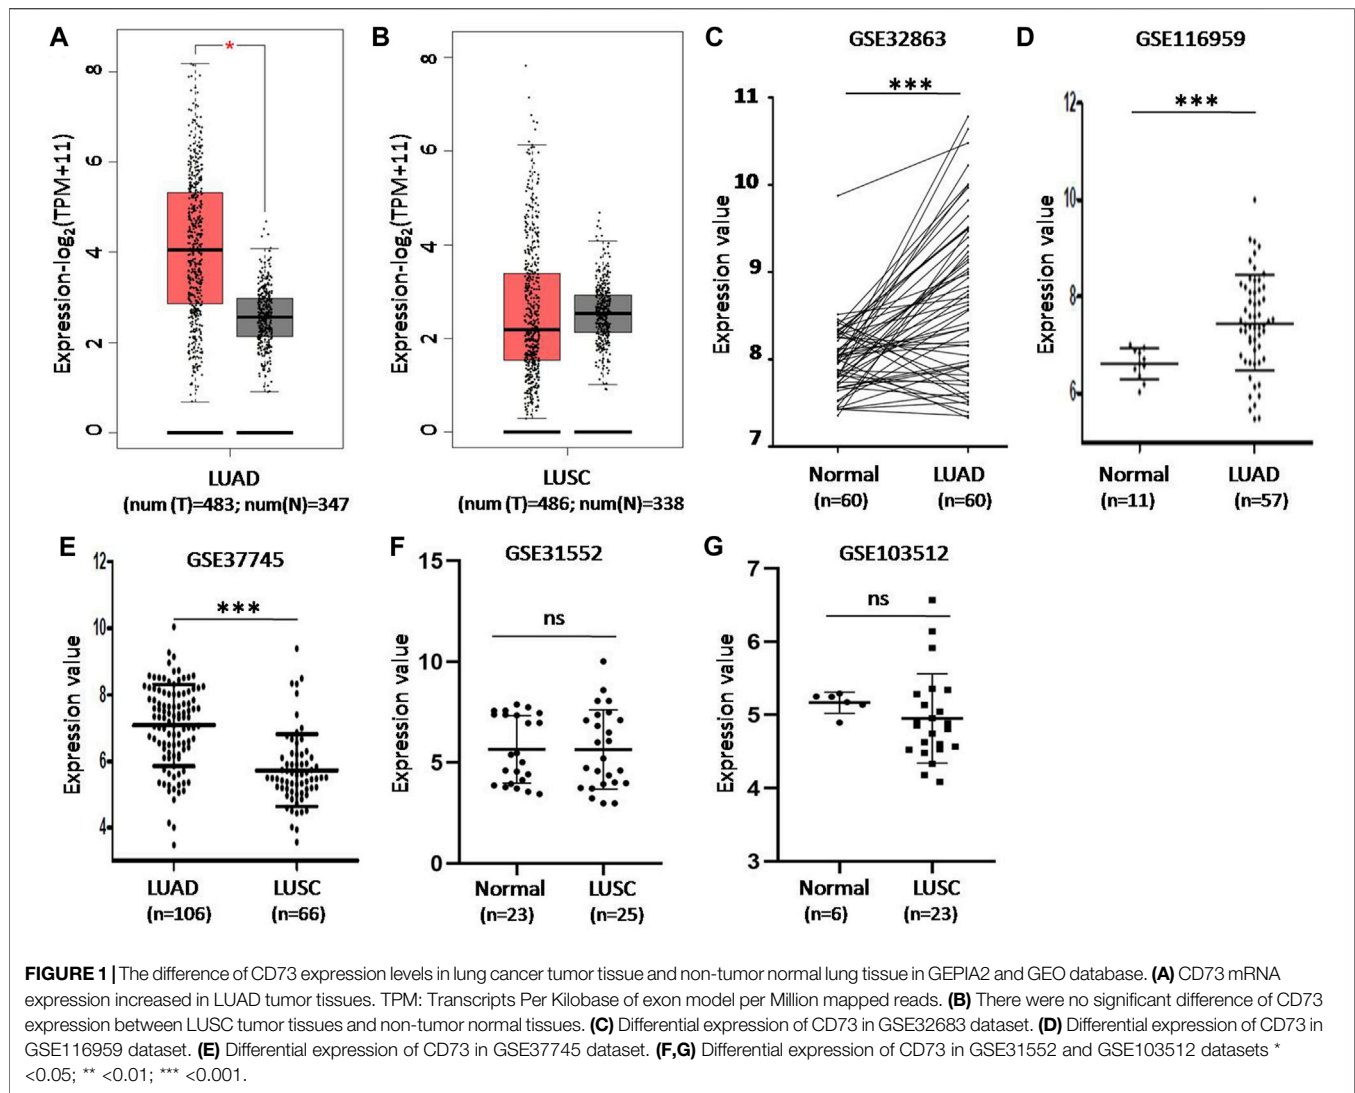 A
Expression-log2(TPM+11)
8
6
4
2
0
*
LUAD
(num (T)=483; num(N)=347
B
Expression-log2(TPM+11)
8
6
4
2
0
LUSC
(num (T)=486; num(N)=338
C
GSE32863
***
Expression value
11
10
9
8
7
Normal LUAD
(n=60) (n=60)
D
GSE116959
***
Expression value
12
10
8
6
Normal LUAD
(n=11) (n=57)
E
GSE37745
***
Expression value
12
10
8
6
4
LUAD LUSC
(n=106) (n=66)
F
GSE31552
ns
Expression value
15
10
5
0
Normal LUSC
(n=23) (n=25)
G
GSE103512
ns
Expression value
7
6
5
4
3
Normal LUSC
(n=6) (n=23)
FIGURE 1 | The difference of CD73 expression levels in lung cancer tumor tissue and non-tumor normal lung tissue in GEPIA2 and GEO database. (A) CD73 mRNA
expression increased in LUAD tumor tissues. TPM: Transcripts Per Kilobase of exon model per Million mapped reads. (B) There were no significant difference of CD73
expression between LUSC tumor tissues and non-tumor normal tissues. (C) Differential expression of CD73 in GSE32683 dataset. (D) Differential expression of CD73 in
GSE116959 dataset. (E) Differential expression of CD73 in GSE37745 dataset. (F,G) Differential expression of CD73 in GSE31552 and GSE103512 datasets *
<0.05; ** <0.01; *** <0.001.